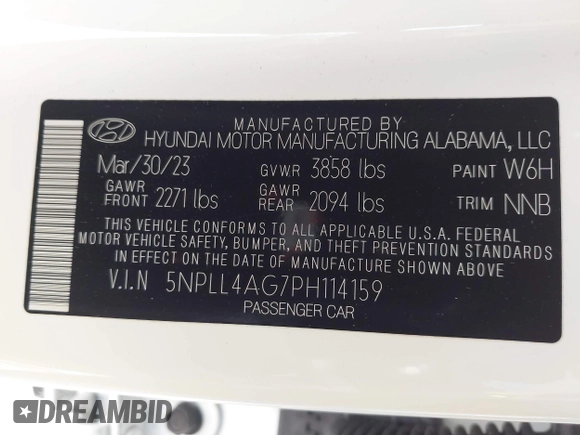 MANUFACTURED BY
HYUNDAI MOTOR MANUFACTURING ALABAMA, LLC
Mar/30/23 GVWR 3858 lbs PAINT W6H
GAWR FRONT 2271 lbs GAWR REAR 2094 lbs TRIM NNB
THIS VEHICLE CONFORMS TO ALL APPLICABLE U.S.A. FEDERAL
MOTOR VEHICLE SAFETY, BUMPER, AND THEFT PREVENTION STANDARDS
IN EFFECT ON THE DATE OF MANUFACTURE SHOWN ABOVE
V.I.N 5NPLL4AG7PH114159
PASSENGER CAR
DREAMBID